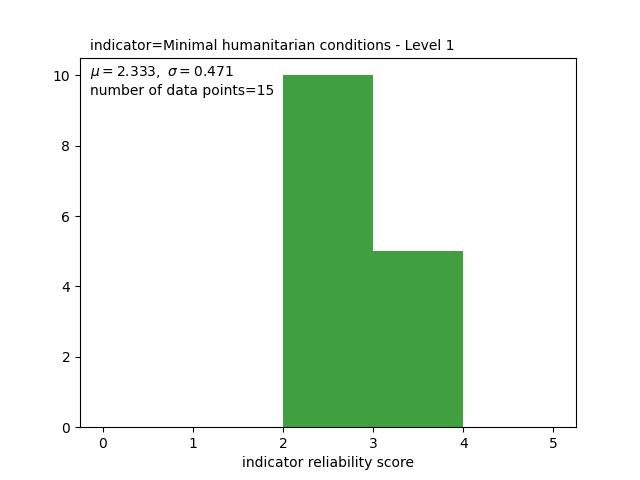 indicator=Minimal humanitarian conditions - Level 1
μ = 2.333, σ = 0.471
number of data points=15
10
8
6
4
2
0
0 1 2 3 4 5
indicator reliability score